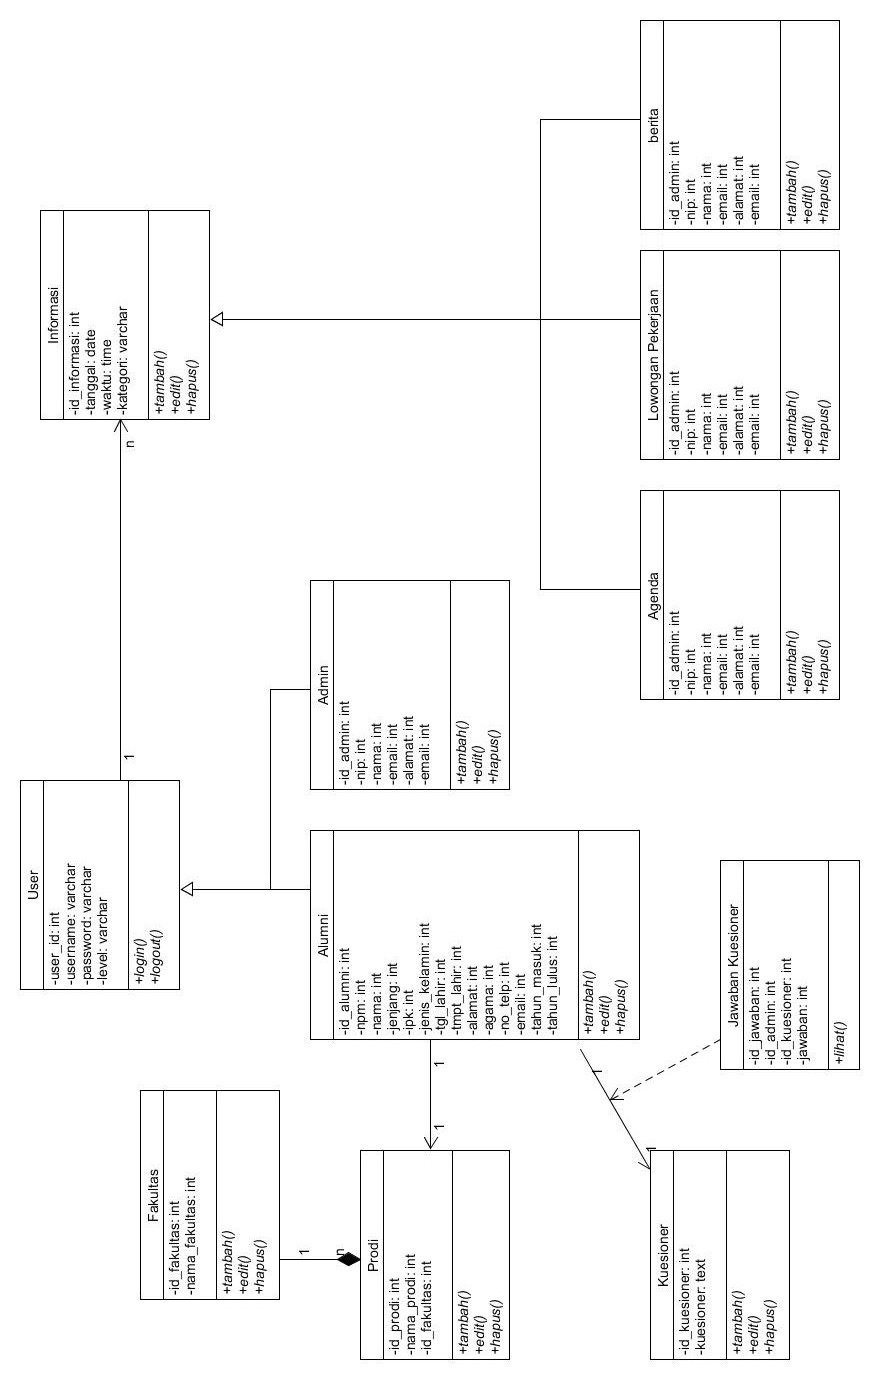 Fakultas
-id_fakultas: int
-nama_fakultas: int
+tambah()
+edit()
+hapus()
1
n
Prodi
-id_prodi: int
-nama_prodi: int
-id_fakultas: int
+tambah()
+edit()
+hapus()
1
1
User
-user_id: int
-username: varchar
-password: varchar
-level: varchar
+login()
+logout()
1
n
Informasi
-id_informasi: int
-tanggal: date
-waktu: time
-kategori: varchar
+tambah()
+edit()
+hapus()
Alumni
-id_alumni: int
-npm: int
-nama: int
-jenjang: int
-ipk: int
-jenis_kelamin: int
-tgl_lahir: int
-tmpt_lahir: int
-alamat: int
-agama: int
-no_telp: int
-email: int
-tahun_masuk: int
-tahun_lulus: int
+tambah()
+edit()
+hapus()
Admin
-id_admin: int
-nip: int
-nama: int
-email: int
-alamat: int
-email: int
+tambah()
+edit()
+hapus()
1
1
Kuesioner
-id_kuesioner: int
-kuesioner: text
+tambah()
+edit()
+hapus()
Jawaban Kuesioner
-id_jawaban: int
-id_admin: int
-id_kuesioner: int
-jawaban: int
+lihat()
Agenda
-id_admin: int
-nip: int
-nama: int
-email: int
-alamat: int
-email: int
+tambah()
+edit()
+hapus()
Lowongan Pekerjaan
-id_admin: int
-nip: int
-nama: int
-email: int
-alamat: int
-email: int
+tambah()
+edit()
+hapus()
berita
-id_admin: int
-nip: int
-nama: int
-email: int
-alamat: int
-email: int
+tambah()
+edit()
+hapus()